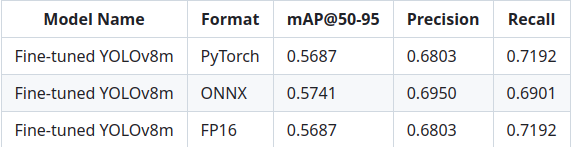 Model Name Format mAP@50-95 Precision Recall
Fine-tuned YOLOv8m PyTorch 0.5687 0.6803 0.7192
Fine-tuned YOLOv8m ONNX 0.5741 0.6950 0.6901
Fine-tuned YOLOv8m FP16 0.5687 0.6803 0.7192